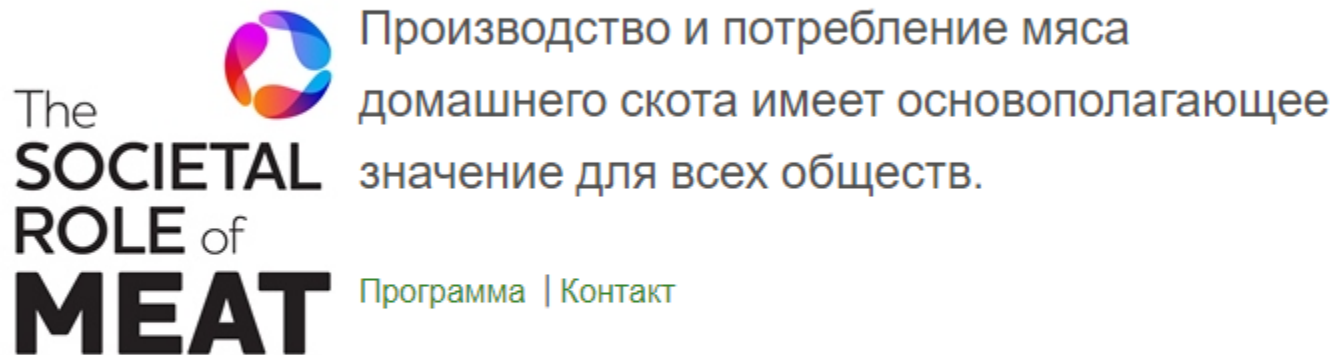 The
SOCIETAL
ROLE of
MEAT
Производство и потребление мяса
домашнего скота имеет основополагающее
значение для всех обществ.
Программа | Контакт